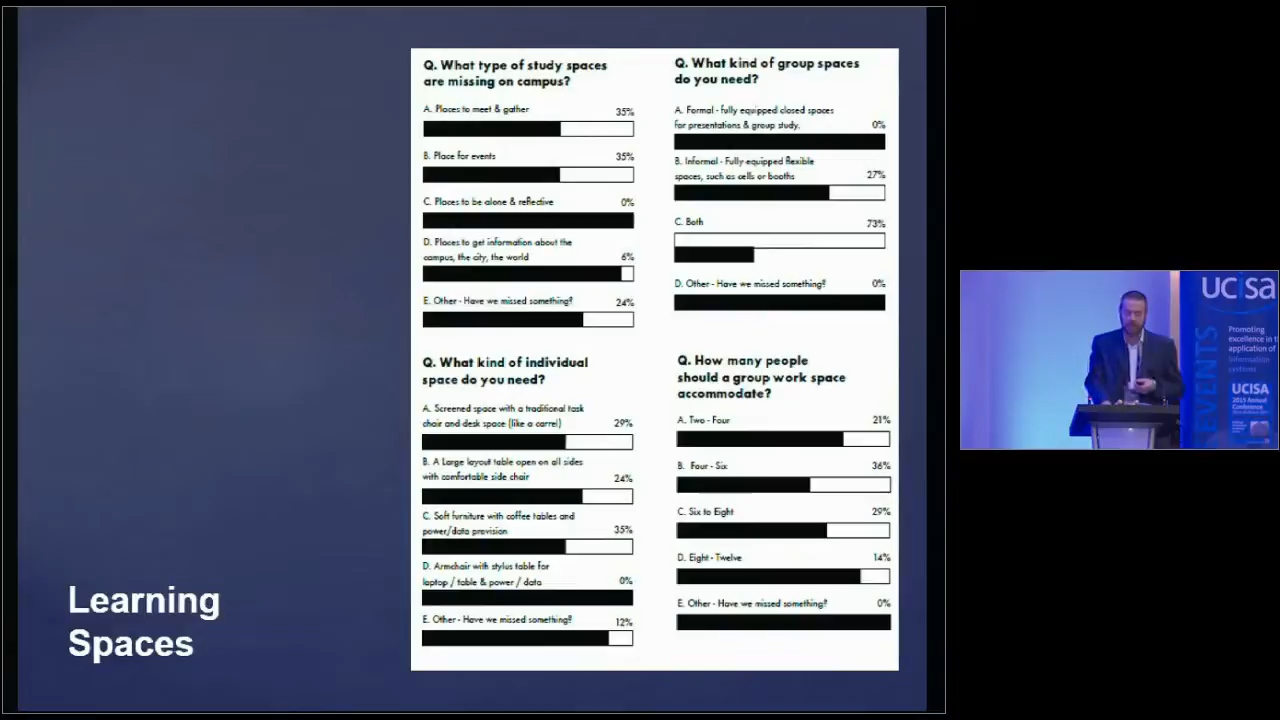 Q. What type of study spaces
are missing on campus?
A. Places to meet & gather 35%
B. Place for events 35%
C. Places to be alone & reflective 0%
D. Places to get information about the
campus, the city, the world 6%
E. Other - Have we missed something? 24%
Q. What kind of group spaces
do you need?
A. Formal - fully equipped closed spaces
for presentations & group study. 0%
B. Informal - Fully equipped flexible
spaces, such as cells or booths 27%
C. Both 73%
D. Other - Have we missed something? 0%
Q. What kind of individual
space do you need?
A. Screened space with a traditional task
chair and desk space (like a carrel) 29%
B. A Large layout table open on all sides
with comfortable side chair 24%
C. Soft furniture with coffee tables and
power/data provision 35%
D. Armchair with stylus table for
laptop / table & power / data 0%
E. Other - Have we missed something? 12%
Q. How many people
should a group work space
accommodate?
A. Two - Four 21%
B. Four - Six 36%
C. Six to Eight 29%
D. Eight - Twelve 14%
E. Other - Have we missed something? 0%
Learning
Spaces
ucisa
EVENTS
Promoting
excellence in t
application of
information
systems
UCISA
2015 Annual
Conference